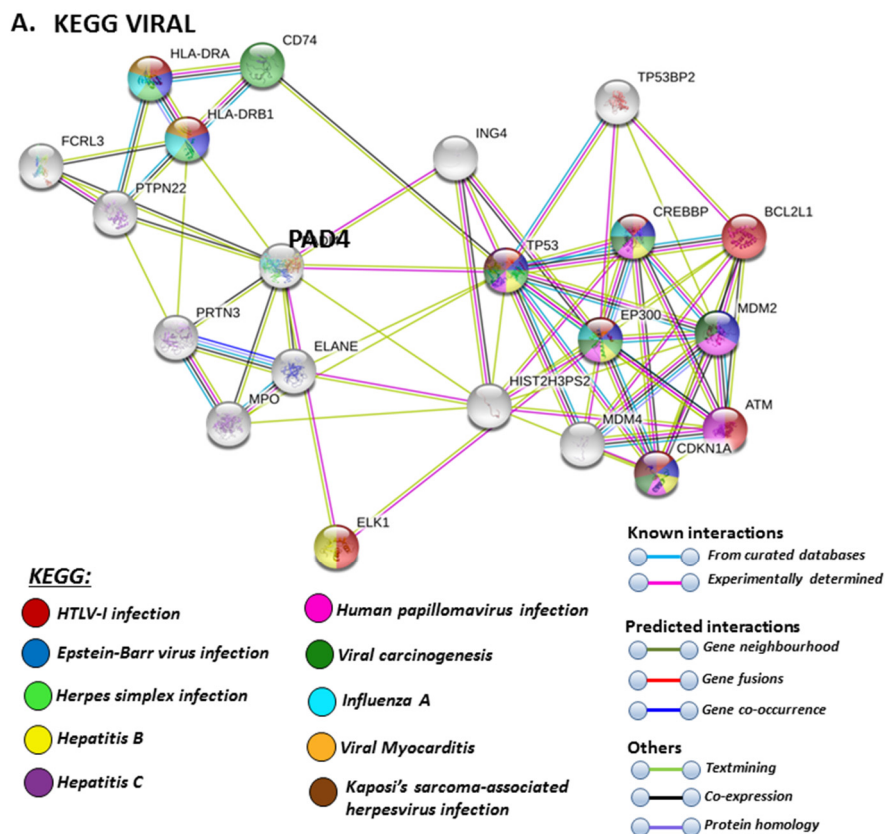 A. KEGG VIRAL
HLA-DRA
CD74
TP53BP2
HLA-DRB1
ING4
FCRL3
PTPN22
CREBBP
BCL2L1
PAD4
TP53
EP300
MDM2
PRTN3
ELANE
HIST2H3PS2
MPO
MDM4
ATM
CDKN1A
ELK1
KEGG:
HTLV-I infection
Epstein-Barr virus infection
Herpes simplex infection
Hepatitis B
Hepatitis C
Human papillomavirus infection
Viral carcinogenesis
Influenza A
Viral Myocarditis
Kaposi's sarcoma-associated
herpesvirus infection
Known interactions
From curated databases
Experimentally determined
Predicted interactions
Gene neighbourhood
Gene fusions
Gene co-occurrence
Others
Textmining
Co-expression
Protein homology